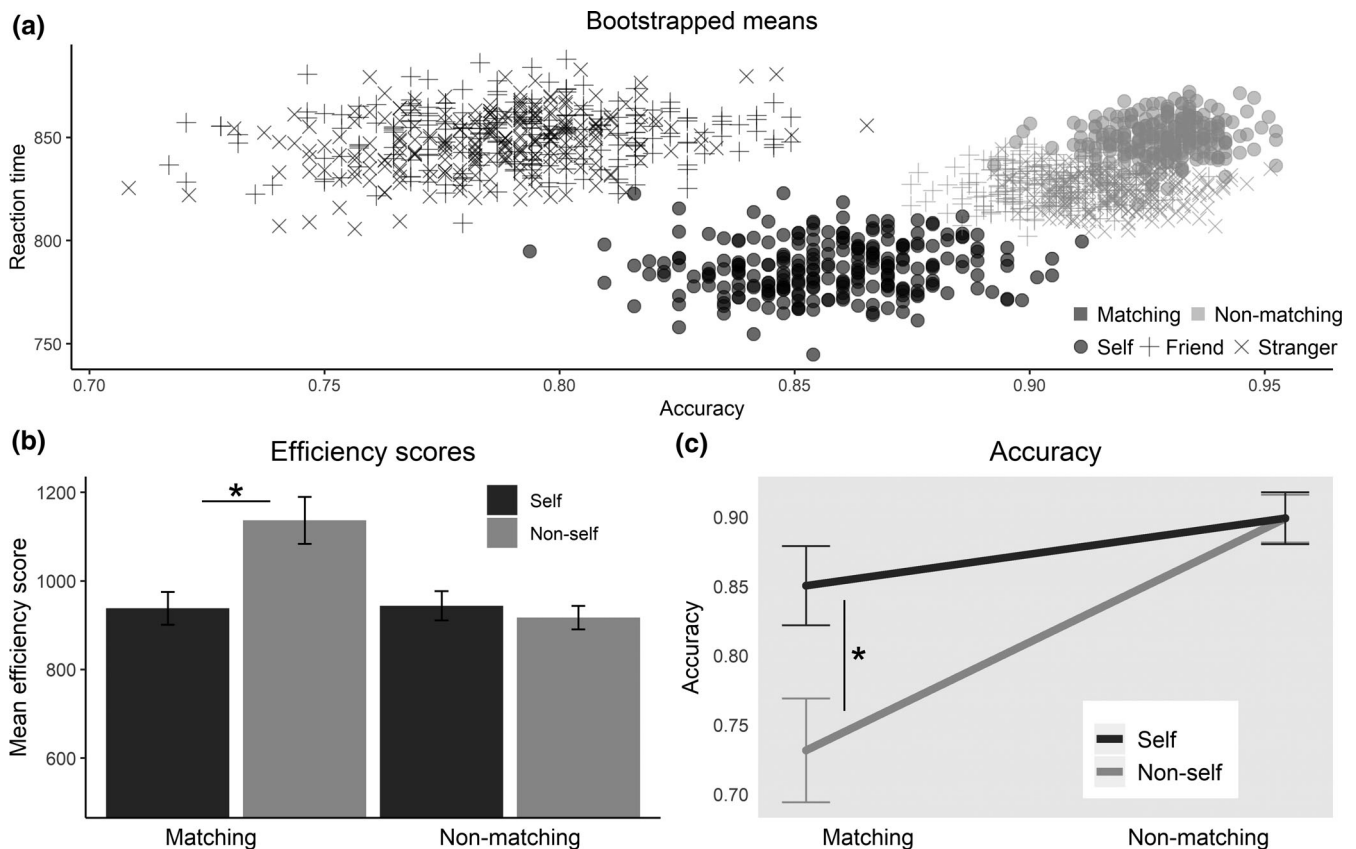 (a)
Bootstrapped means
Reaction time
850
800
750
Matching Non-matching
Self Friend Stranger
0.70 0.75 0.80 0.85 0.90 0.95
Accuracy
(b)
Efficiency scores
Mean efficiency score
1200
1000
800
600
*
Self
Non-self
Matching Non-matching
(c)
Accuracy
Accuracy
0.90
0.85
0.80
0.75
0.70
*
Self
Non-self
Matching Non-matching